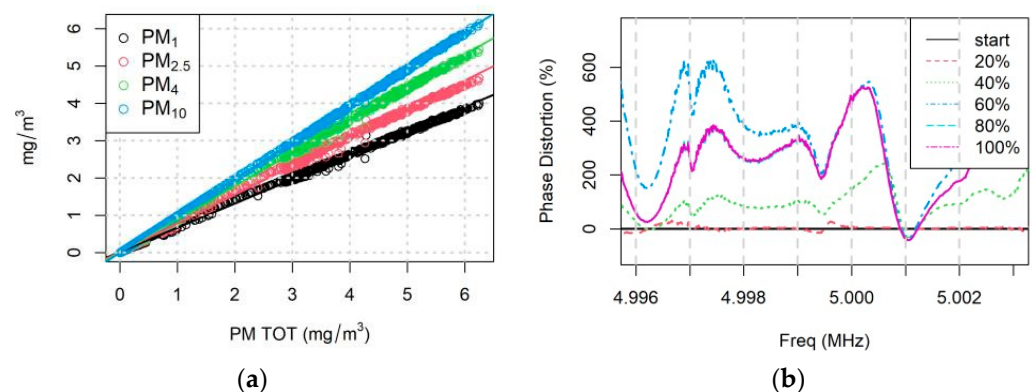 PM₁
PM₂.₅
PM₄
PM₁₀
mg/m³
6
5
4
3
2
1
0
0 1 2 3 4 5 6
PM TOT (mg/m³)
(a)
start
20%
40%
60%
80%
100%
Phase Distortion (%)
600
400
200
0
4.996 4.998 5.000 5.002
Freq (MHz)
(b)